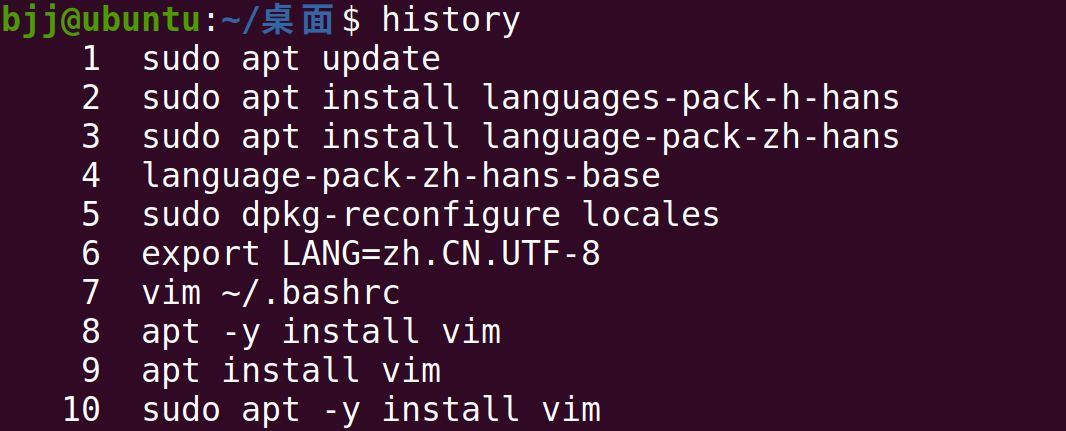 bjj@ubuntu:~/桌面$ history
1 sudo apt update
2 sudo apt install languages-pack-h-hans
3 sudo apt install language-pack-zh-hans
4 language-pack-zh-hans-base
5 sudo dpkg-reconfigure locales
6 export LANG=zh.CN.UTF-8
7 vim ~/.bashrc
8 apt -y install vim
9 apt install vim
10 sudo apt -y install vim